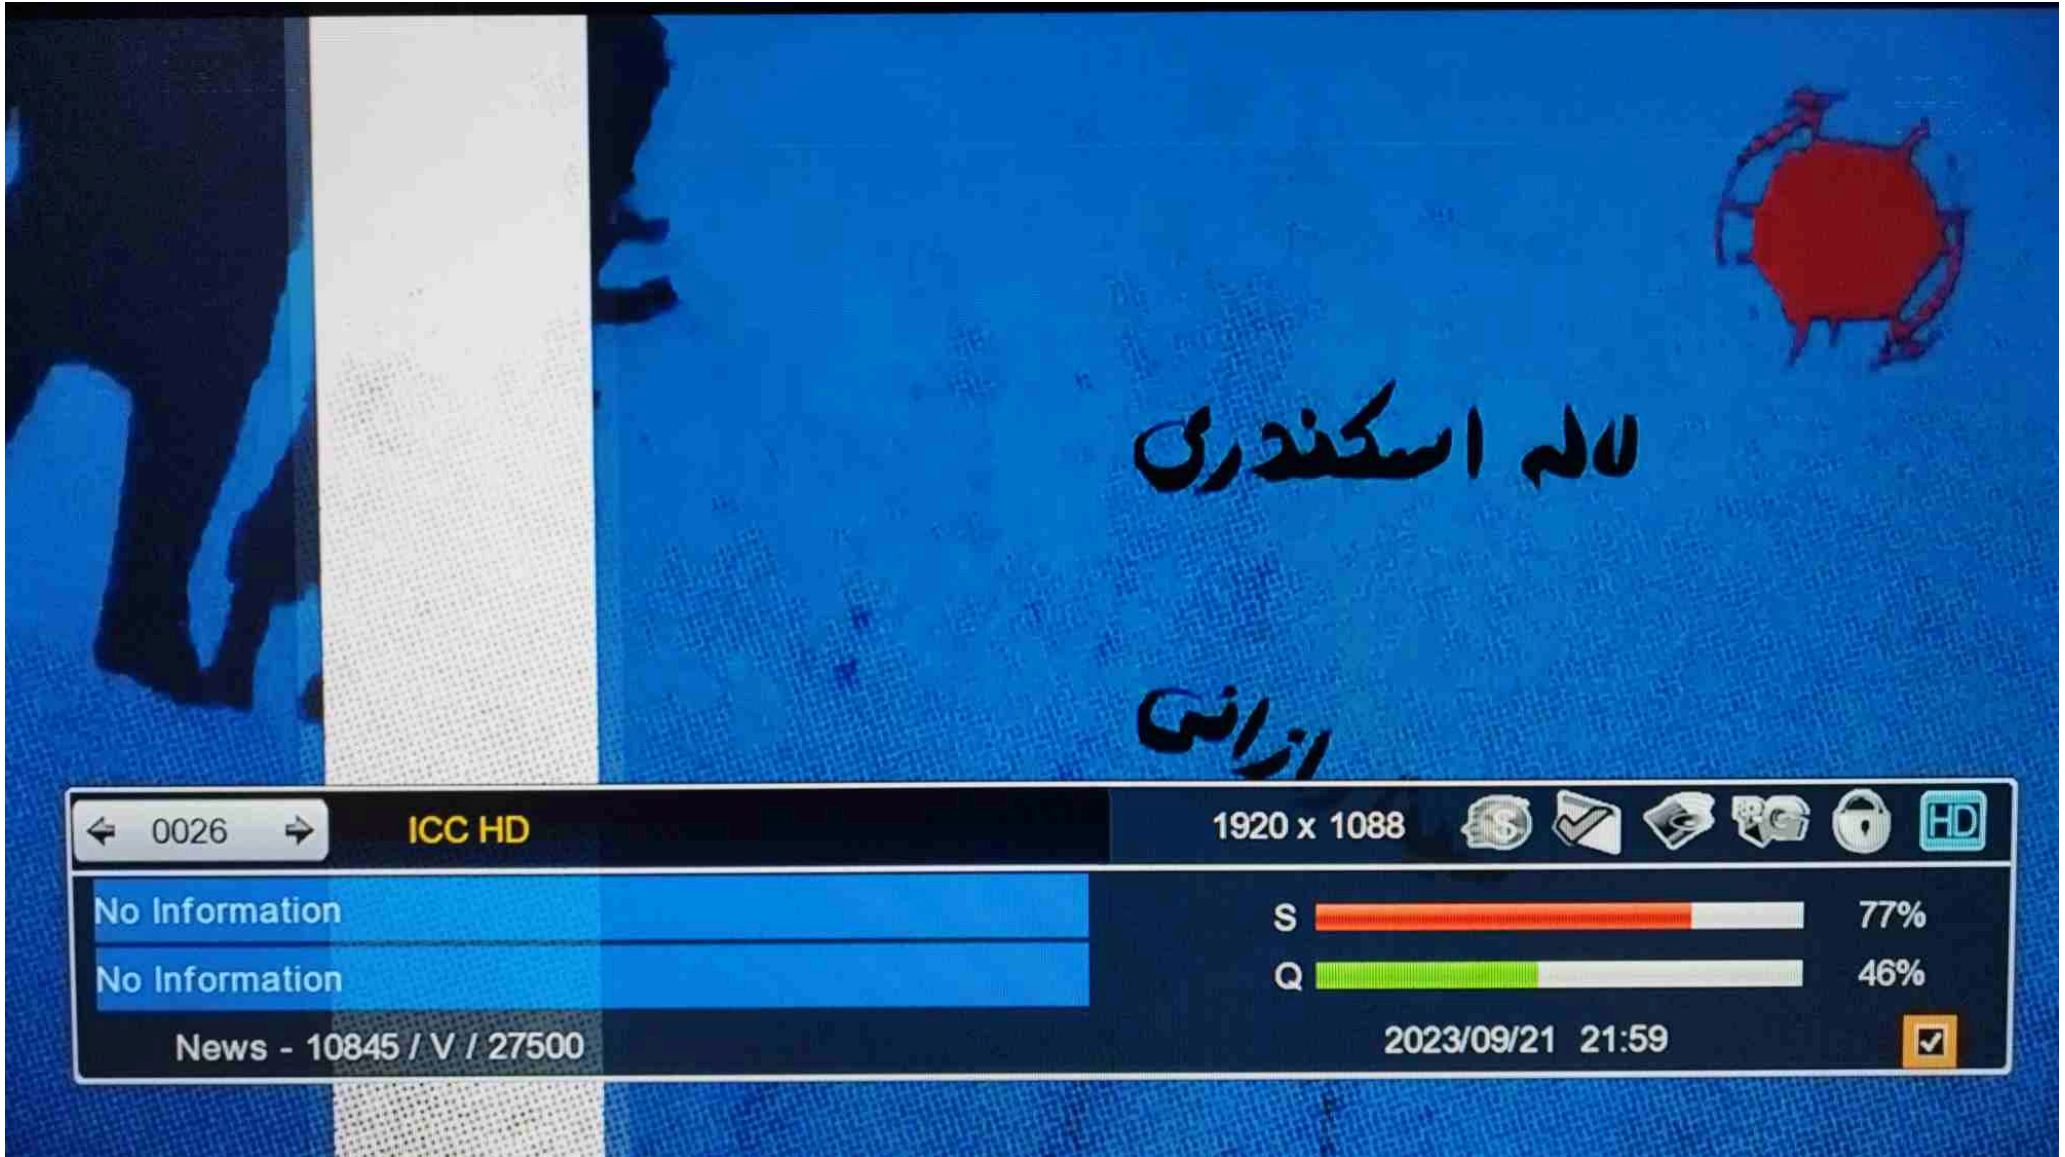 لاله اسکندری
0026
ICC HD
1920 x 1088
HD
No Information
S 77%
No Information
Q 46%
News - 10845 / V / 27500
2023/09/21 21:59